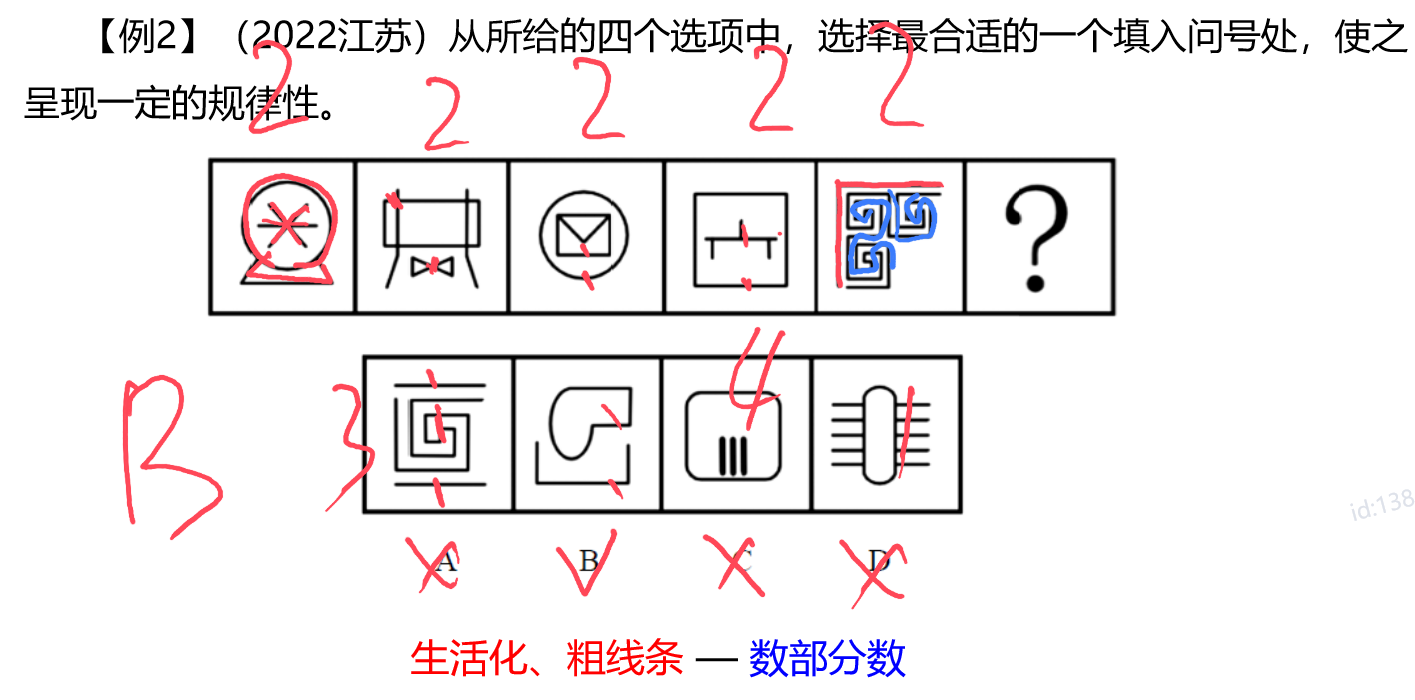 【例2】（2022江苏）从所给的四个选项中，选择最合适的一个填入问号处，使之
呈现一定的规律性。
2 2 2 2 2
?
B 3 4
A B C D
生活化、粗线条 — 数部分数
id:138